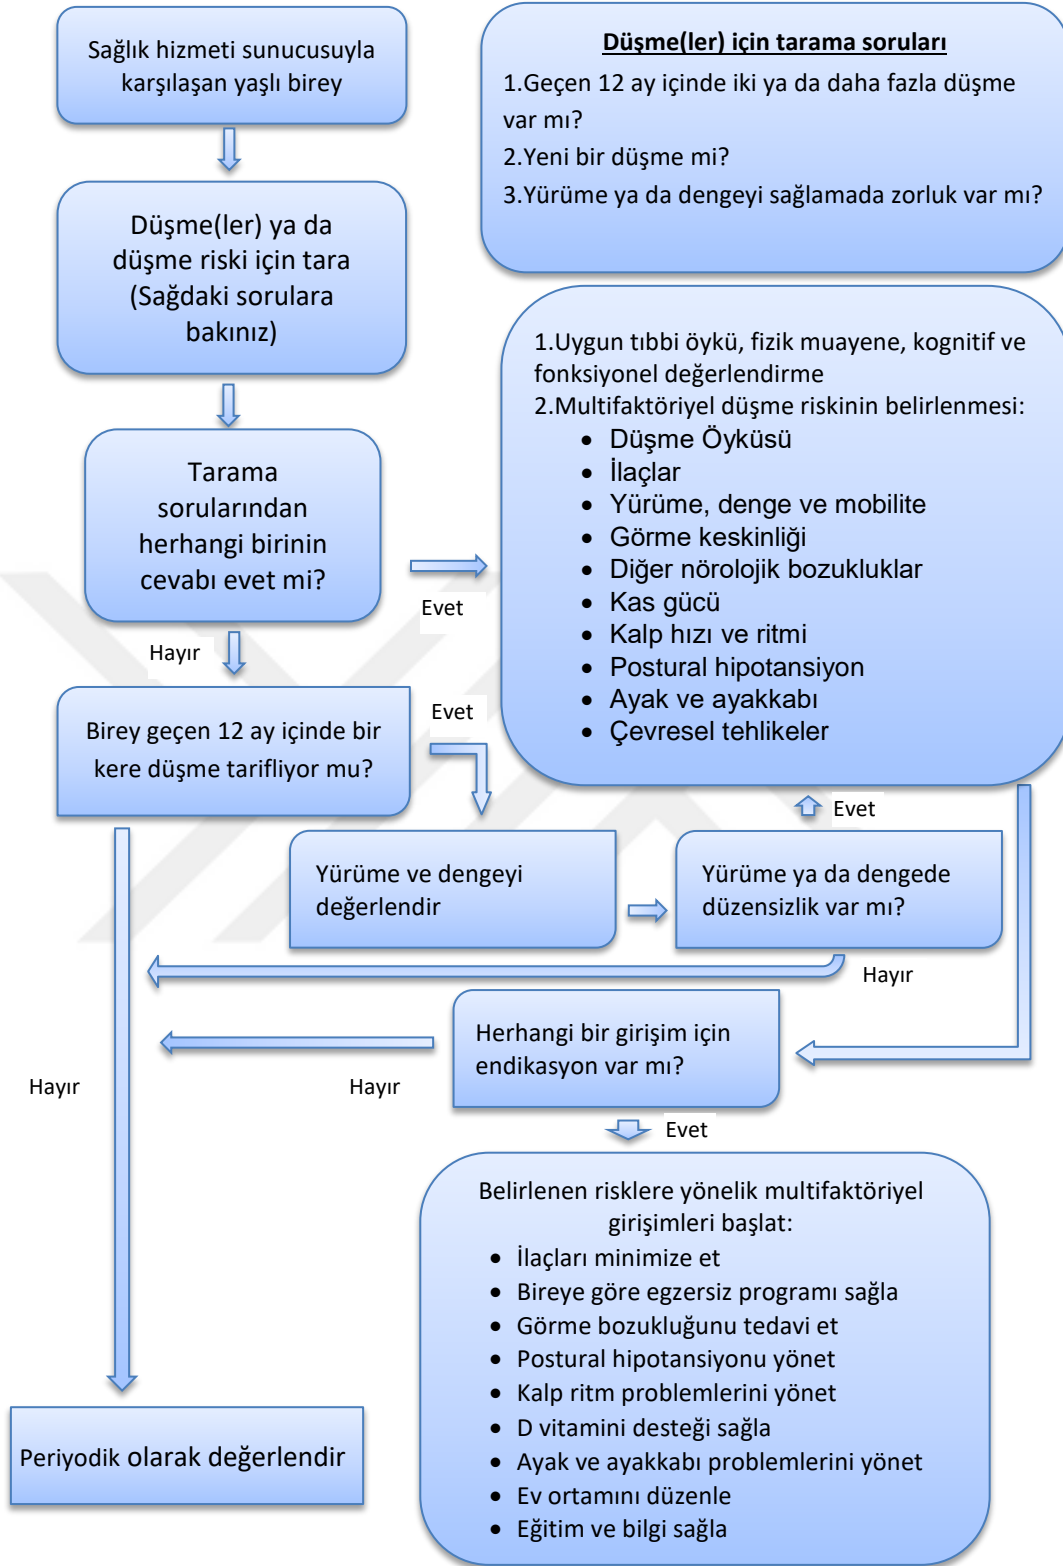 Sağlık hizmeti sunucusuyla
karşılaşan yaşlı birey
Düşme(ler) için tarama soruları
1.Geçen 12 ay içinde iki ya da daha fazla düşme
var mı?
2.Yeni bir düşme mi?
3.Yürüme ya da dengeyi sağlamada zorluk var mı?
Düşme(ler) ya da
düşme riski için tara
(Sağdaki sorulara
bakınız)
Tarama
sorularından
herhangi birinin
cevabı evet mi?
Evet
Hayır
1.Uygun tıbbi öykü, fizik muayene, kognitif ve
fonksiyonel değerlendirme
2.Multifaktöriyel düşme riskinin belirlenmesi:
• Düşme Öyküsü
• İlaçlar
• Yürüme, denge ve mobilite
• Görme keskinliği
• Diğer nörolojik bozukluklar
• Kas gücü
• Kalp hızı ve ritmi
• Postural hipotansiyon
• Ayak ve ayakkabı
• Çevresel tehlikeler
Birey geçen 12 ay içinde bir
kere düşme tarifliyor mu?
Evet
Evet
Yürüme ve dengeyi
değerlendir
Yürüme ya da dengede
düzensizlik var mı?
Hayır
Herhangi bir girişim için
endikasyon var mı?
Hayır
Hayır
Evet
Belirlenen risklere yönelik multifaktöriyel
girişimleri başlat:
• İlaçları minimize et
• Bireye göre egzersiz programı sağla
• Görme bozukluğunu tedavi et
• Postural hipotansiyonu yönet
• Kalp ritm problemlerini yönet
• D vitamini desteği sağla
• Ayak ve ayakkabı problemlerini yönet
• Ev ortamını düzenle
• Eğitim ve bilgi sağla
Periyodik olarak değerlendir